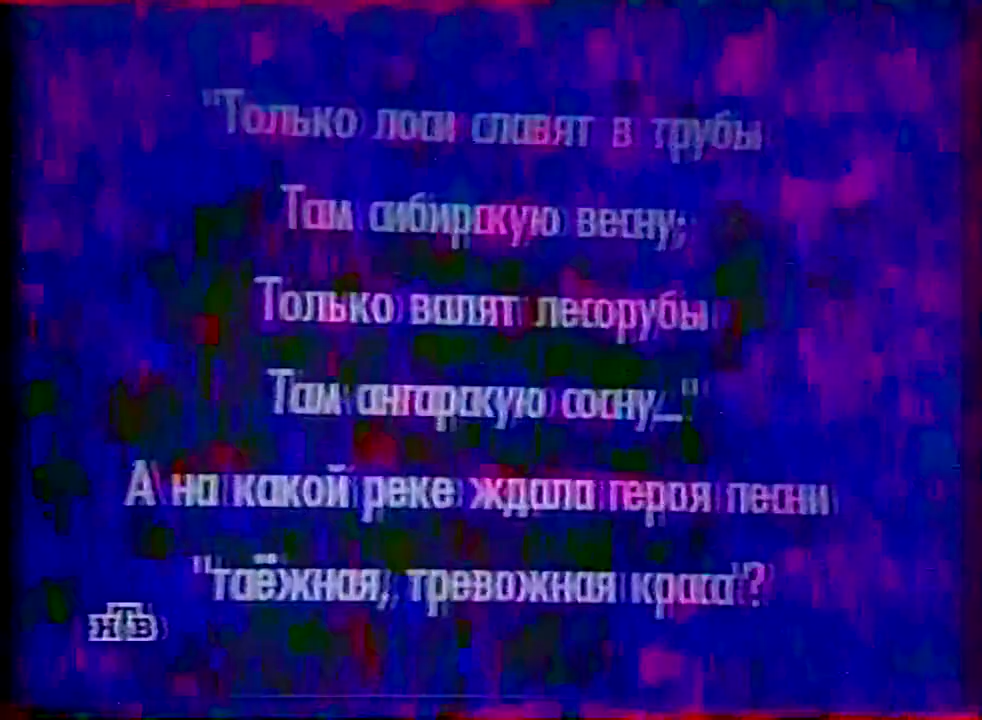 "Только лоси славят в трубы
Там сибирскую весну;
Только валят лесорубы
Там ангарскую сосну..."
А на какой реке ждала героя песни
"таёжная, тревожная краса"?
НТВ